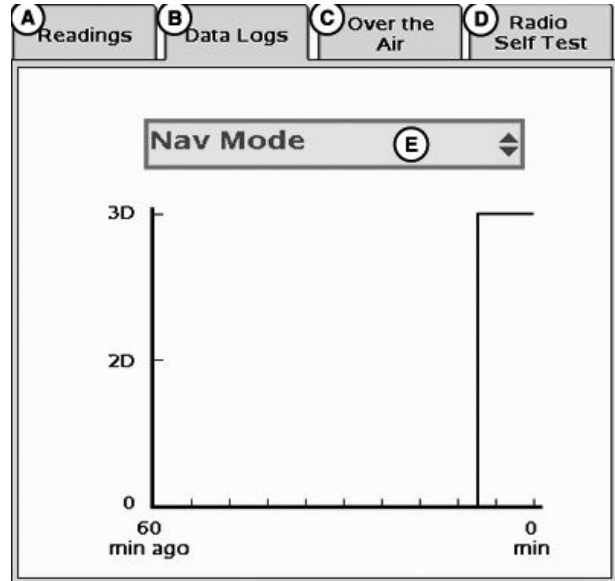 A
Readings
B
Data Logs
C
Over the
Air
D
Radio
Self Test
Nav Mode
E
3D
2D
0
60
min ago
0
min